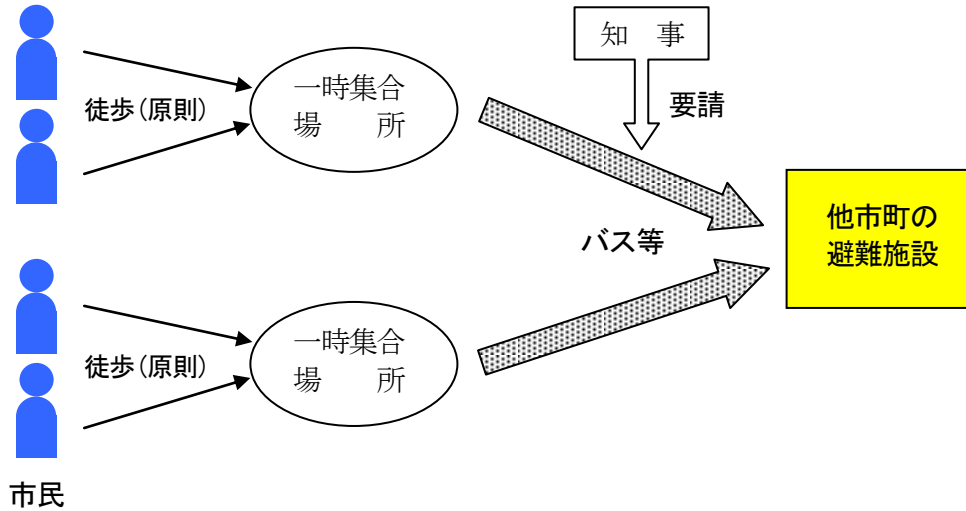 知　事
要請
徒歩（原則）
一時集合
場　　所
バス等
他市町の
避難施設
徒歩（原則）
一時集合
場　　所
市民